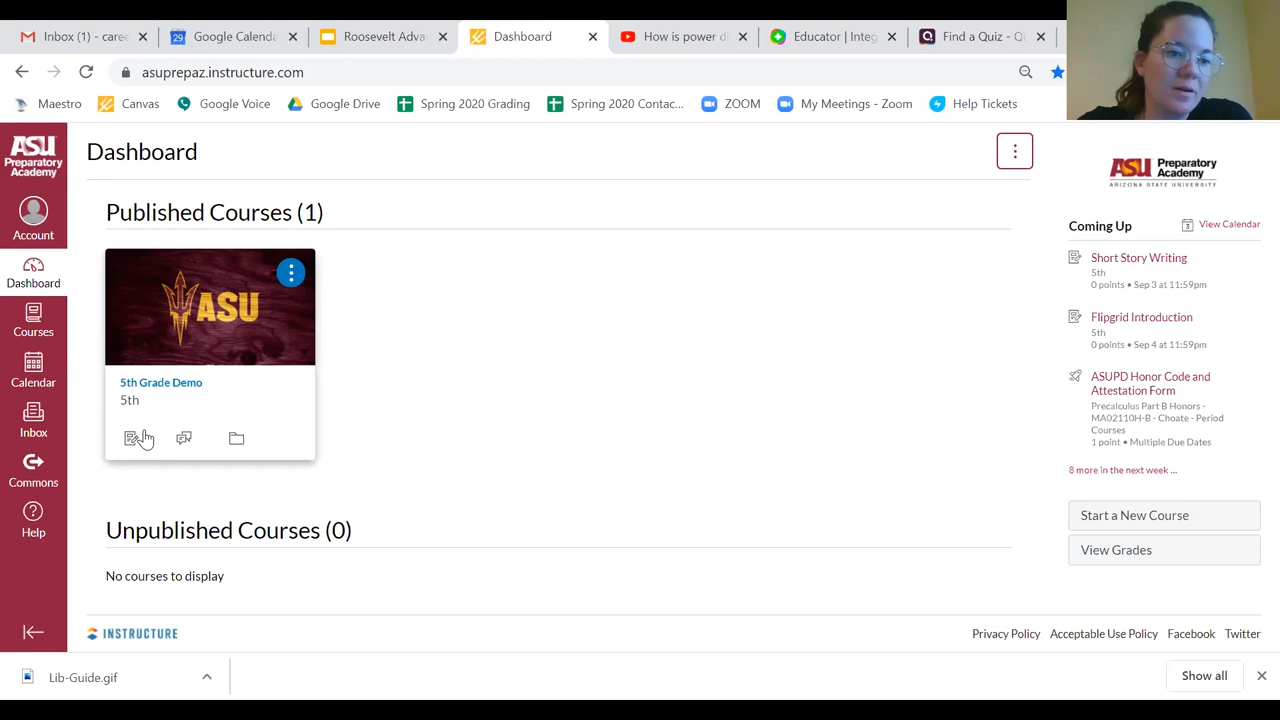 Inbox (1) - caree
Google Calenda
Roosevelt Adva
Dashboard
How is power di
Educator | Integ
Find a Quiz - Qu
asuprepaz.instructure.com
Maestro
Canvas
Google Voice
Google Drive
Spring 2020 Grading
Spring 2020 Contac...
ZOOM
My Meetings - Zoom
Help Tickets
ASU
Preparatory
Academy
Account
Dashboard
Courses
Calendar
Inbox
Commons
Help
Dashboard
Published Courses (1)
ASU
5th Grade Demo
5th
Unpublished Courses (0)
No courses to display
INSTRUCTURE
ASU Preparatory
Academy
ARIZONA STATE UNIVERSITY
Coming Up
3 View Calendar
Short Story Writing
5th
0 points • Sep 3 at 11:59pm
Flipgrid Introduction
5th
0 points • Sep 4 at 11:59pm
ASUPD Honor Code and
Attestation Form
Precalculus Part B Honors -
MA02110H-B - Choate - Period
Courses
1 point • Multiple Due Dates
8 more in the next week ...
Start a New Course
View Grades
Privacy Policy Acceptable Use Policy Facebook Twitter
Lib-Guide.gif
Show all